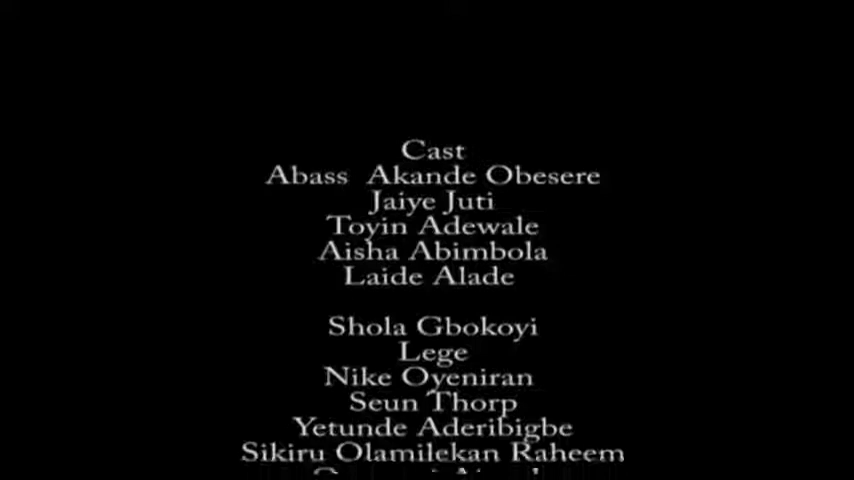 Cast
Abass Akande Obesere
Jaiye Juti
Toyin Adewale
Aisha Abimbola
Laide Alade
Shola Gbokoyi
Lege
Nike Oyeniran
Seun Thorp
Yetunde Aderibigbe
Sikiru Olamilekan Raheem